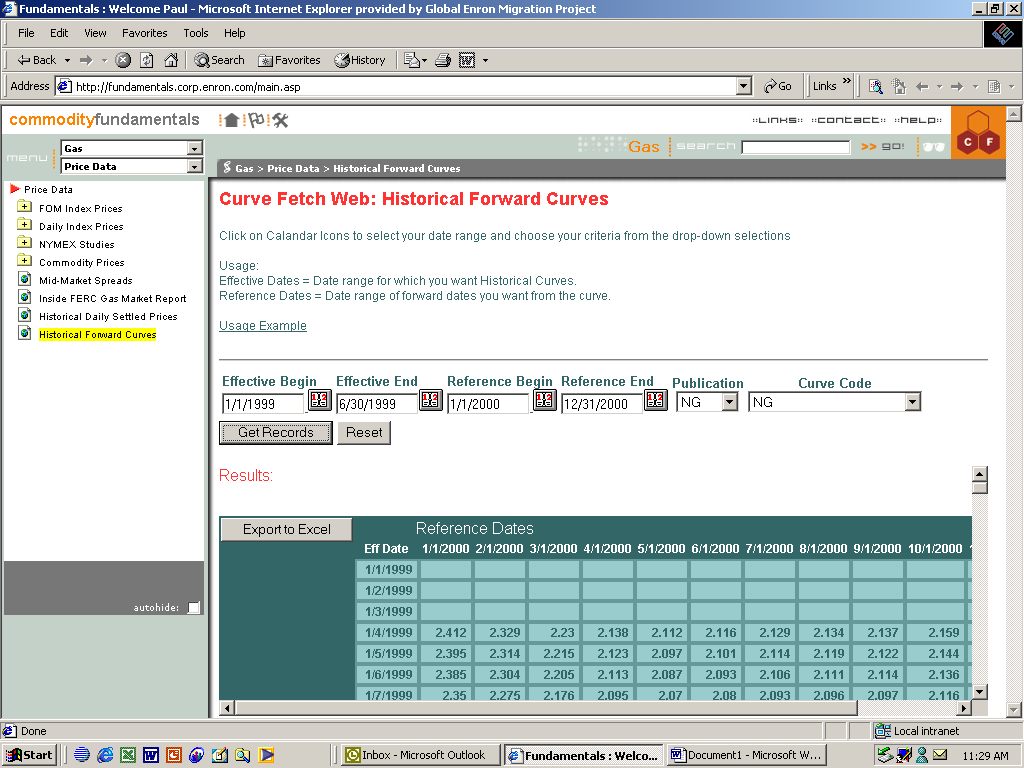 Fundamentals : Welcome Paul - Microsoft Internet Explorer provided by Global Enron Migration Project
File Edit View Favorites Tools Help
Back Search Favorites History
Address http://fundamentals.corp.enron.com/main.asp Go Links »
commodityfundamentals ::LINKS:: ::contact:: ::HELP::
menu Gas Gas search >> GO! C F
Price Data
Gas > Price Data > Historical Forward Curves
Price Data
FOM Index Prices
Daily Index Prices
NYMEX Studies
Commodity Prices
Mid-Market Spreads
Inside FERC Gas Market Report
Historical Daily Settled Prices
Historical Forward Curves
autohide:
Curve Fetch Web: Historical Forward Curves
Click on Calandar Icons to select your date range and choose your criteria from the drop-down selections
Usage:
Effective Dates = Date range for which you want Historical Curves.
Reference Dates = Date range of forward dates you want from the curve.
Usage Example
Effective Begin Effective End Reference Begin Reference End Publication Curve Code
1/1/1999 6/30/1999 1/1/2000 12/31/2000 NG NG
Get Records Reset
Results:
Export to Excel Reference Dates
Eff Date 1/1/2000 2/1/2000 3/1/2000 4/1/2000 5/1/2000 6/1/2000 7/1/2000 8/1/2000 9/1/2000 10/1/2000
1/1/1999
1/2/1999
1/3/1999
1/4/1999 2.412 2.329 2.23 2.138 2.112 2.116 2.129 2.134 2.137 2.159
1/5/1999 2.395 2.314 2.215 2.123 2.097 2.101 2.114 2.119 2.122 2.144
1/6/1999 2.385 2.304 2.205 2.113 2.087 2.093 2.106 2.111 2.114 2.136
1/7/1999 2.35 2.275 2.176 2.095 2.07 2.08 2.093 2.096 2.097 2.116
Done Local intranet
Start Inbox - Microsoft Outlook Fundamentals : Welco... Document1 - Microsoft W... 11:29 AM